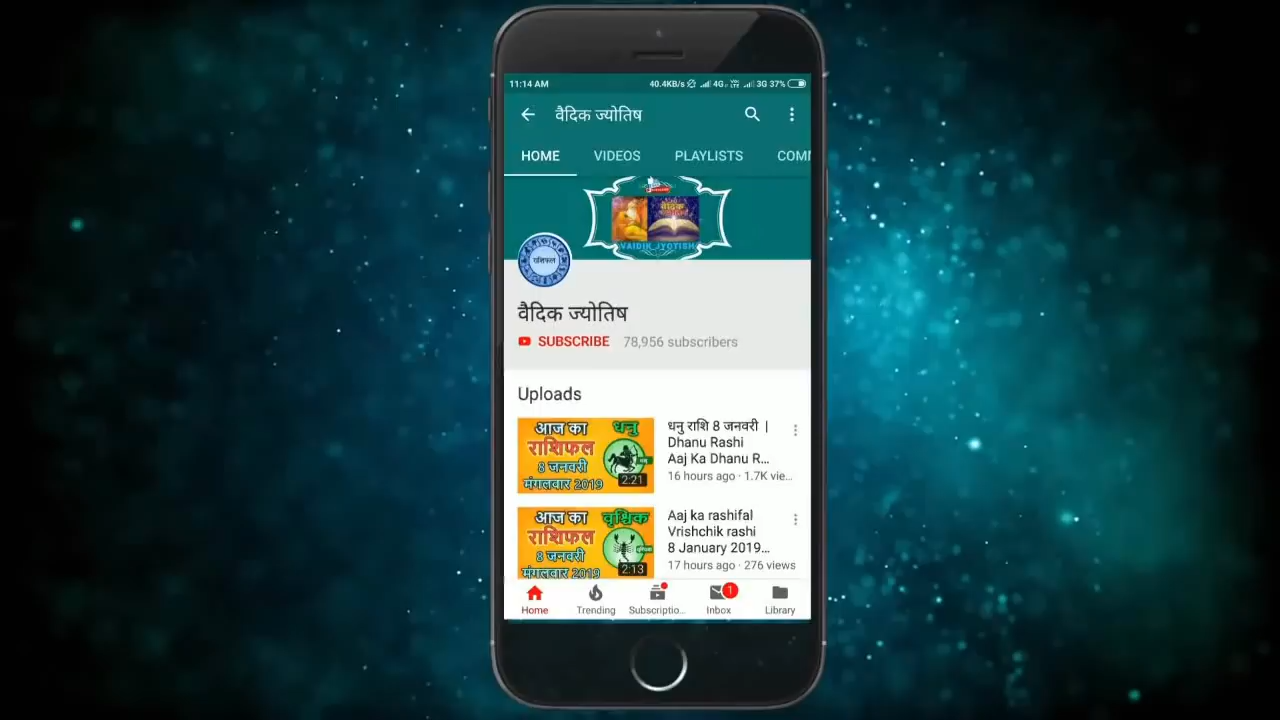 11:14 AM
40.4KB/s 4G 3G 37%
वैदिक ज्योतिष
HOME VIDEOS PLAYLISTS COM
वैदिक
VAIDIK JYOTISH
राशिफल
वैदिक ज्योतिष
SUBSCRIBE 78,956 subscribers
Uploads
आज का धनु
राशिफल
8 जनवरी
मंगलवार 2019
2:21
धनु राशि 8 जनवरी |
Dhanu Rashi
Aaj Ka Dhanu R...
16 hours ago · 1.7K vie...
आज का वृश्चिक
राशिफल
8 जनवरी
मंगलवार 2019
2:13
Aaj ka rashifal
Vrishchik rashi
8 January 2019...
17 hours ago · 276 views
1
Home Trending Subscriptio... Inbox Library